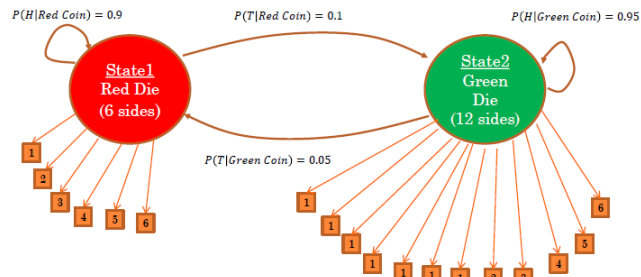 P(H|Red Coin) = 0.9
P(T|Red Coin) = 0.1
P(H|Green Coin) = 0.95
State1
Red Die
(6 sides)
State2
Green
Die
(12 sides)
P(T|Green Coin) = 0.05
1
2
3
4
5
6
1
1
1
1
1
1
1
4
5
6